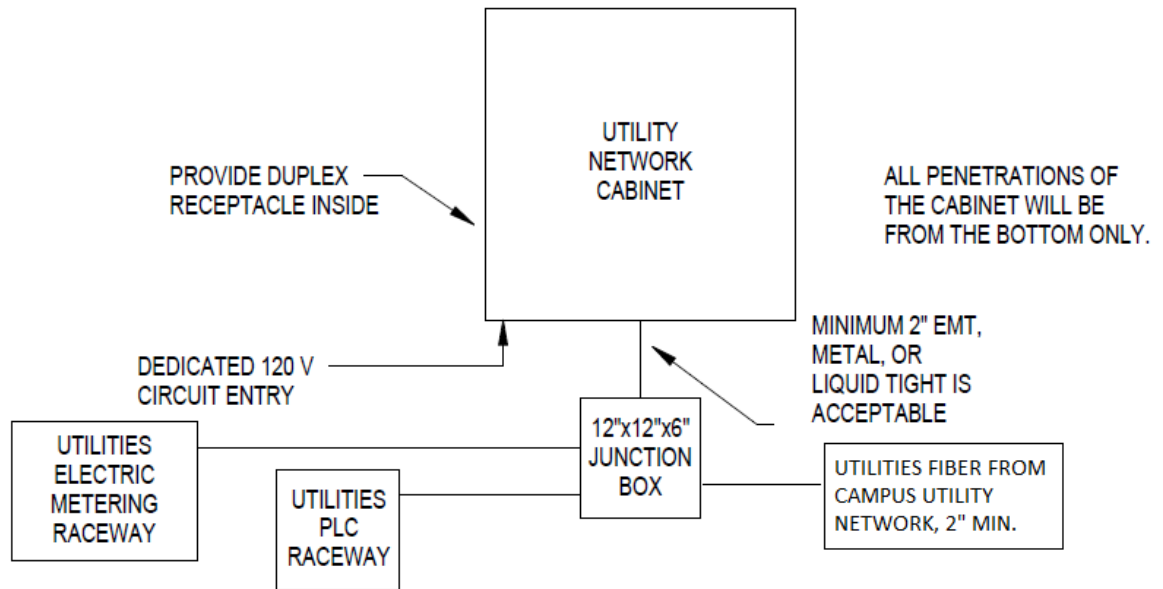 UTILITY
NETWORK
CABINET
PROVIDE DUPLEX
RECEPTACLE INSIDE
ALL PENETRATIONS OF
THE CABINET WILL BE
FROM THE BOTTOM ONLY.
DEDICATED 120 V
CIRCUIT ENTRY
MINIMUM 2" EMT,
METAL, OR
LIQUID TIGHT IS
ACCEPTABLE
12"x12"x6"
JUNCTION
BOX
UTILITIES
ELECTRIC
METERING
RACEWAY
UTILITIES
PLC
RACEWAY
UTILITIES FIBER FROM
CAMPUS UTILITY
NETWORK, 2" MIN.